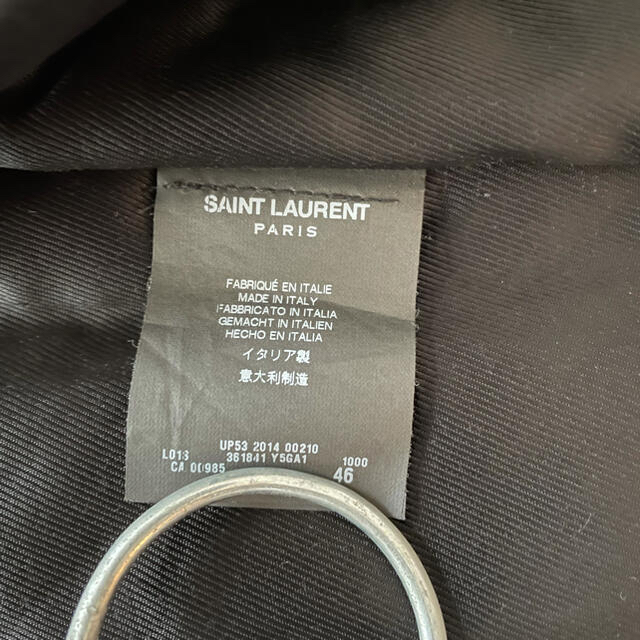 SAINT LAURENT
PARIS
FABRIQUÉ EN ITALIE
MADE IN ITALY
FABBRICATO IN ITALIA
GEMACHT IN ITALIEN
HECHO EN ITALIA
イタリア製
意大利制造
UP53 2014 00210
L01S 361841 Y5GA1 1000
CA 00985 46